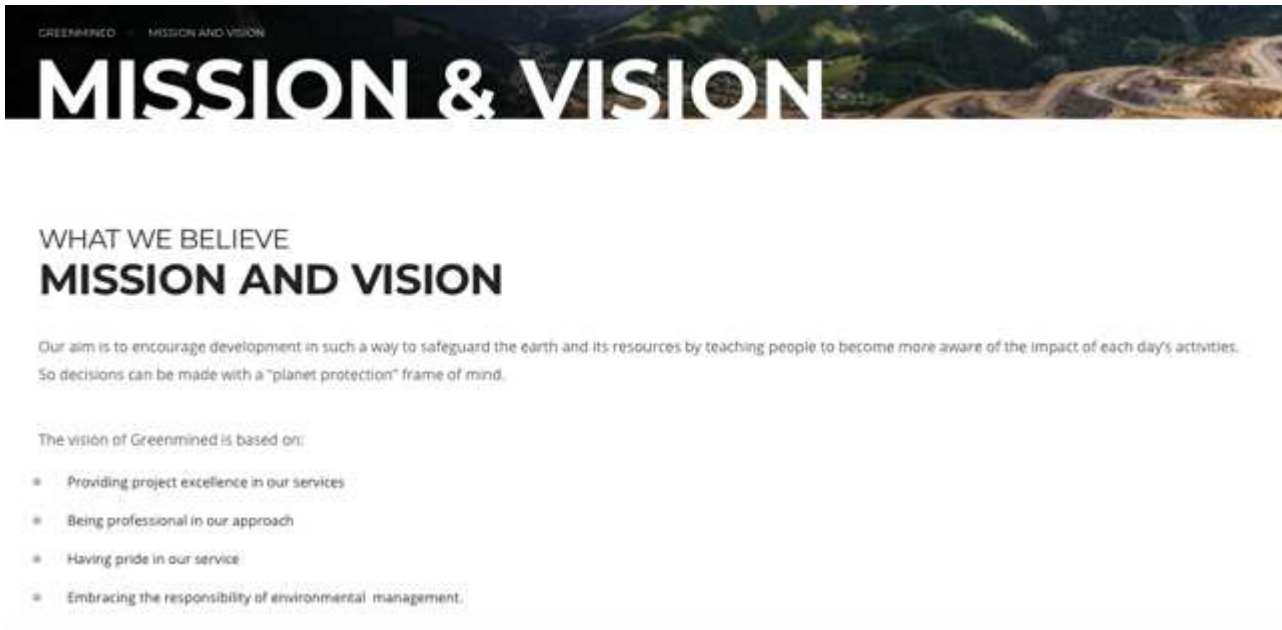 GREENMINED MISSION AND VISION
MISSION & VISION
WHAT WE BELIEVE
MISSION AND VISION
Our aim is to encourage development in such a way to safeguard the earth and its resources by teaching people to become more aware of the impact of each day's activities.
So decisions can be made with a "planet protection" frame of mind.
The vision of Greenmined is based on:
Providing project excellence in our services
Being professional in our approach
Having pride in our service
Embracing the responsibility of environmental management.